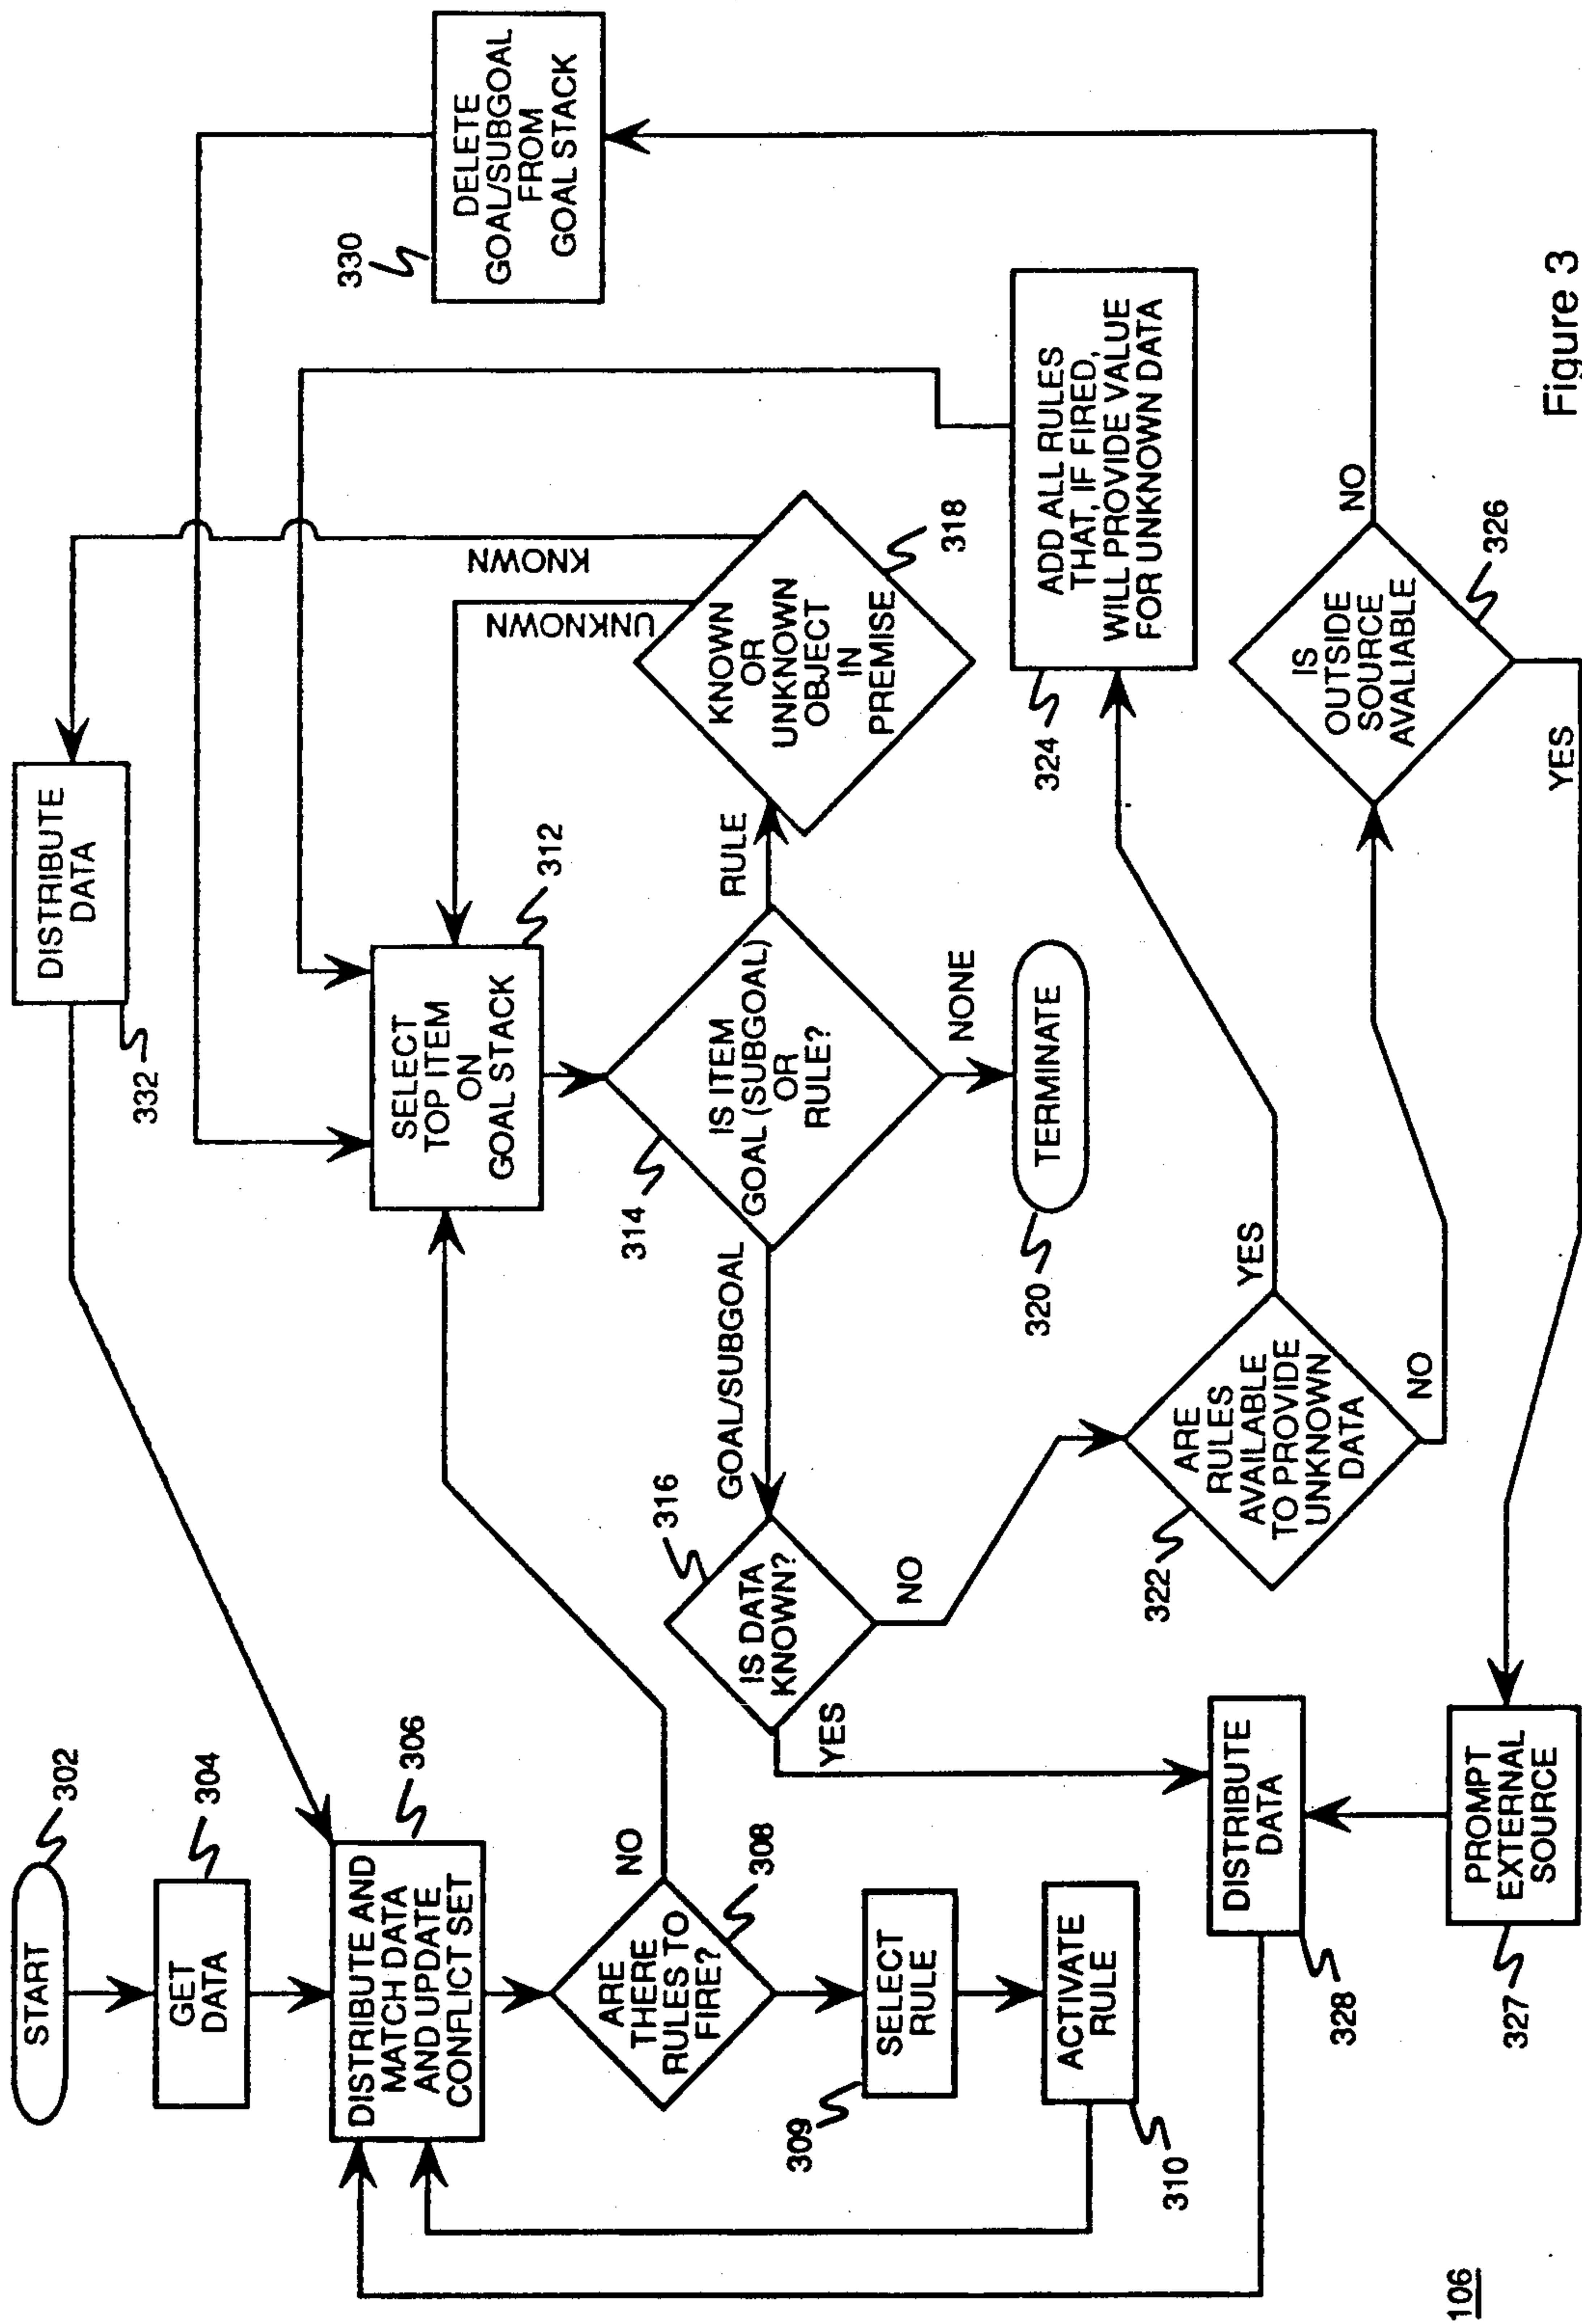 START
302
GET
DATA
304
DISTRIBUTE AND
MATCH DATA
AND UPDATE
CONFLICT SET
306
ARE
THERE
RULES TO
FIRE?
308
NO
SELECT
RULE
309
ACTIVATE
RULE
310
DISTRIBUTE
DATA
332
SELECT
TOP ITEM
ON
GOAL STACK
312
IS ITEM
GOAL (SUBGOAL)
OR
RULE?
314
GOAL/SUBGOAL
RULE
NONE
TERMINATE
320
IS DATA
KNOWN?
316
YES
NO
KNOWN
OR
UNKNOWN
OBJECT
IN
PREMISE
318
UNKNOWN
KNOWN
DELETE
GOAL/SUBGOAL
FROM
GOAL STACK
330
ARE
RULES
AVAILABLE
TO PROVIDE
UNKNOWN
DATA
322
YES
NO
ADD ALL RULES
THAT, IF FIRED,
WILL PROVIDE VALUE
FOR UNKNOWN DATA
324
IS
OUTSIDE
SOURCE
AVALIABLE
326
NO
YES
DISTRIBUTE
DATA
328
PROMPT
EXTERNAL
SOURCE
327
106
Figure 3